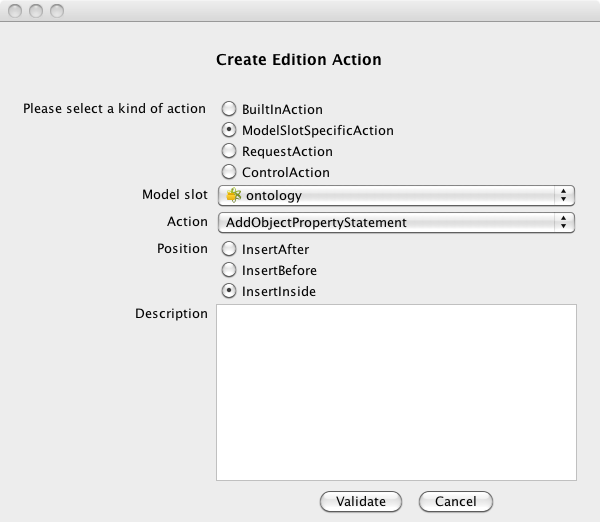 Create Edition Action
Please select a kind of action
BuiltInAction
ModelSlotSpecificAction
RequestAction
ControlAction
Model slot
ontology
Action
AddObjectPropertyStatement
Position
InsertAfter
InsertBefore
InsertInside
Description
Validate
Cancel